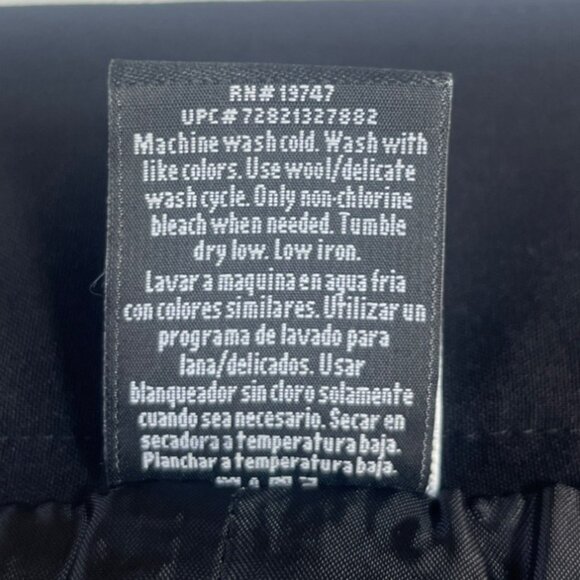 RN# 19747
UPC# 72821327882
Machine wash cold. Wash with
like colors. Use wool/delicate
wash cycle. Only non-chlorine
bleach when needed. Tumble
dry low. Low iron.
Lavar a maquina en agua fria
con colores similares. Utilizar un
programa de lavado para
lana/delicados. Usar
blanqueador sin cloro solamente
cuando sea necesario. Secar en
secadora a temperatura baja.
Planchar a temperatura baja.